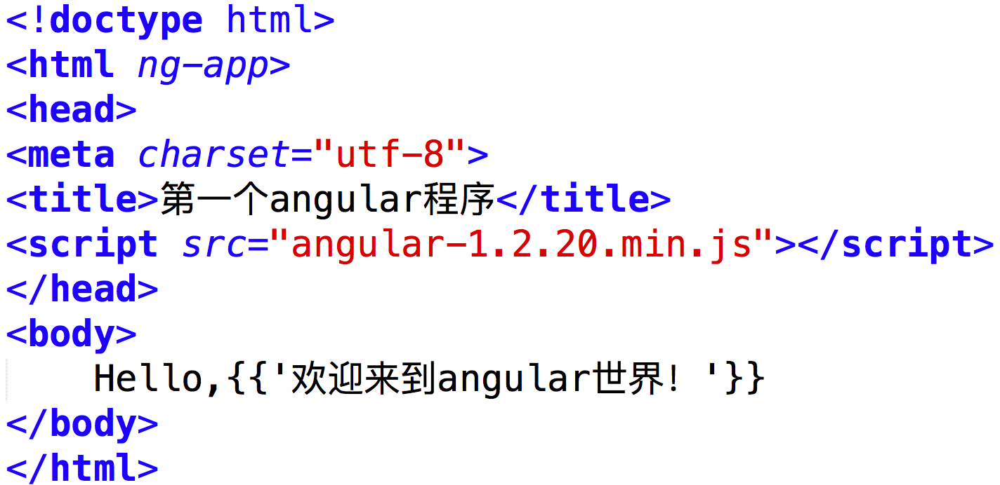 <!doctype html>
<html ng-app>
<head>
<meta charset="utf-8">
<title>第一个angular程序</title>
<script src="angular-1.2.20.min.js"></script>
</head>
<body>
    Hello,{{'欢迎来到angular世界！'}}
</body>
</html>